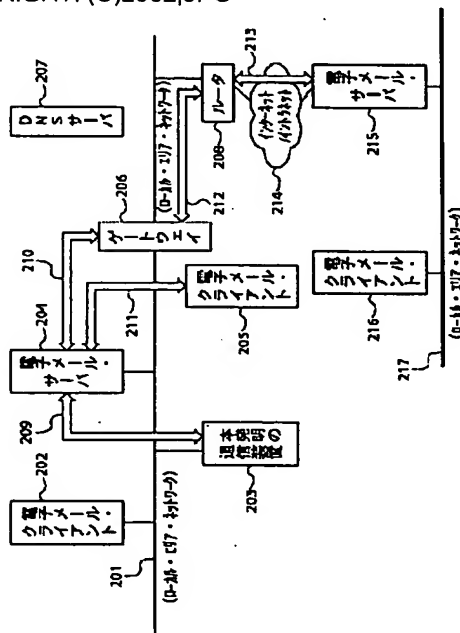 RIGHT: (C)2002,JPO
202
電子メール・
クライアント
204
電子メール・
サーバ
207
DNSサーバ
209
210
206
ゲートウェイ
211
201
(ローカル・エリア・ネットワーク)
(ローカル・エリア・ネットワーク)
本発明の
通信装置
203
電子メール・
クライアント
205
212
ルータ
208
213
インターネット
/イントラネット
214
電子メール・
クライアント
216
電子メール・
サーバ
215
217
(ローカル・エリア・ネットワーク)